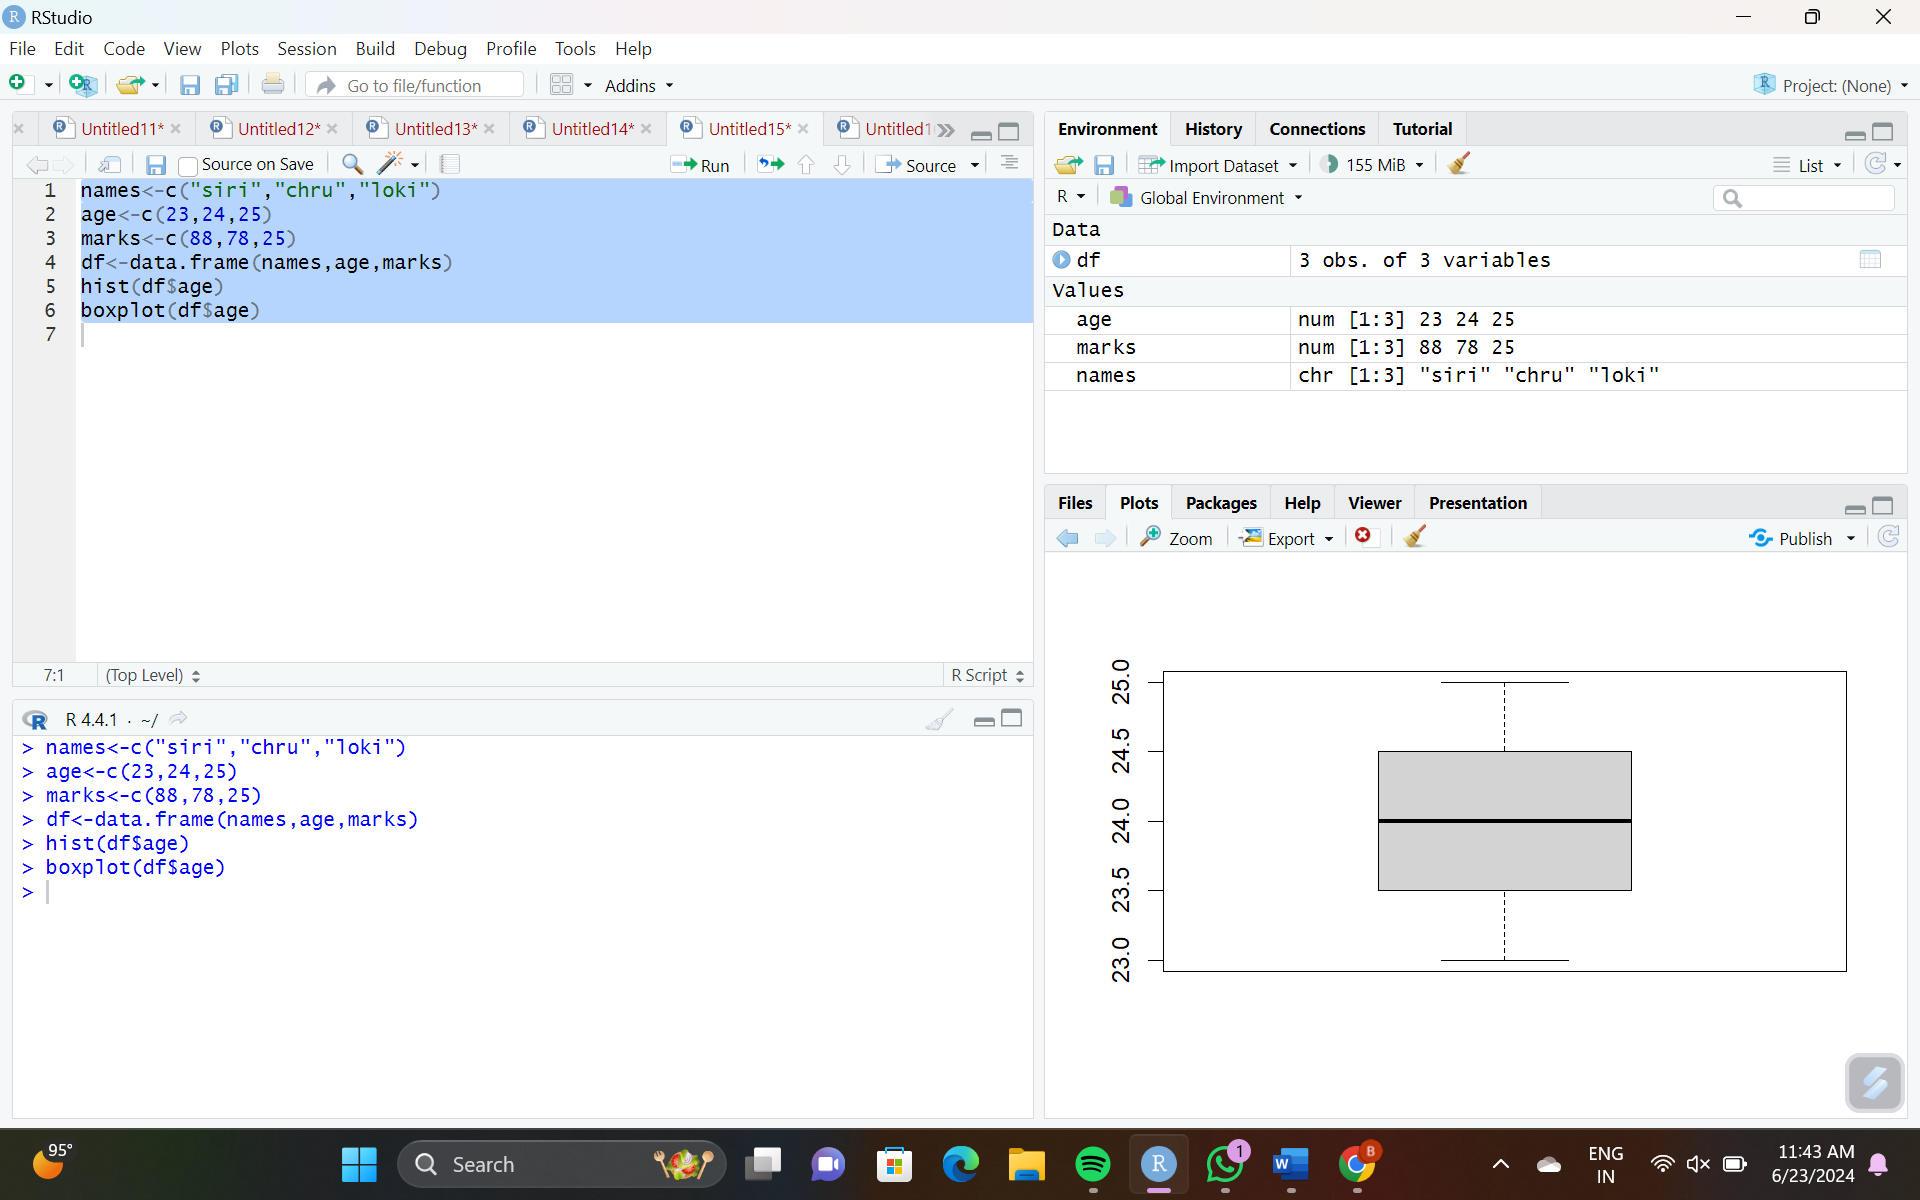 RStudio
File Edit Code View Plots Session Build Debug Profile Tools Help
Go to file/function Addins Project: (None)
Untitled11* Untitled12* Untitled13* Untitled14* Untitled15* Untitled1
Source on Save Run Source
1 names<-c("siri","chru","loki")
2 age<-c(23,24,25)
3 marks<-c(88,78,25)
4 df<-data.frame(names,age,marks)
5 hist(df$age)
6 boxplot(df$age)
7
7:1 (Top Level) R Script
R 4.4.1 · ~/
> names<-c("siri","chru","loki")
> age<-c(23,24,25)
> marks<-c(88,78,25)
> df<-data.frame(names,age,marks)
> hist(df$age)
> boxplot(df$age)
>
Environment History Connections Tutorial
Import Dataset 155 MiB List
R Global Environment
Data
df 3 obs. of 3 variables
Values
age num [1:3] 23 24 25
marks num [1:3] 88 78 25
names chr [1:3] "siri" "chru" "loki"
Files Plots Packages Help Viewer Presentation
Zoom Export Publish
25.0
24.5
24.0
23.5
23.0
95°
Search
R
1
W
B
ENG
IN
11:43 AM
6/23/2024